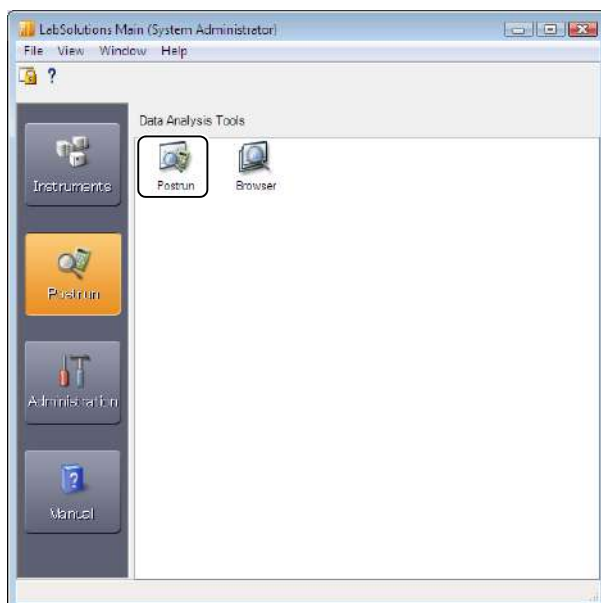 LabSolutions Main (System Administrator)
File View Window Help
?
Data Analysis Tools
Instruments
Postrun Browser
Postrun
Administration
?
Manual